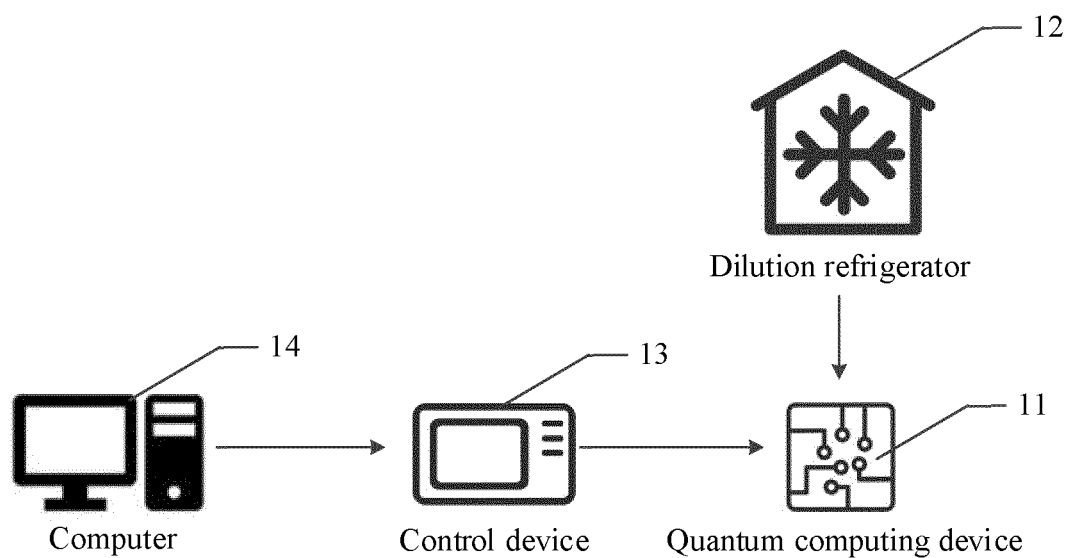 12
Dilution refrigerator
14
13
11
Computer
Control device
Quantum computing device